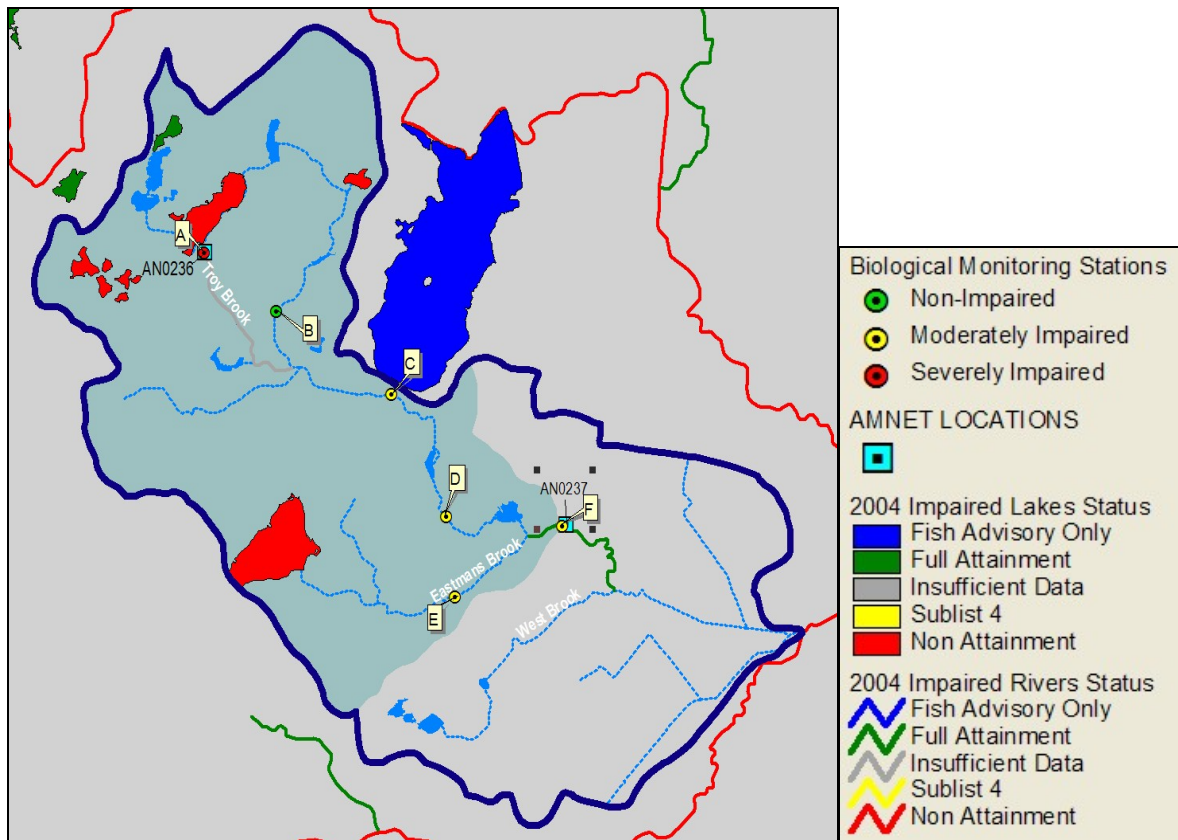 A
AN0236
Troy Brook
B
C
D
AN0237
F
Eastmans Brook
E
West Brook
Biological Monitoring Stations
Non-Impaired
Moderately Impaired
Severely Impaired
AMNET LOCATIONS
2004 Impaired Lakes Status
Fish Advisory Only
Full Attainment
Insufficient Data
Sublist 4
Non Attainment
2004 Impaired Rivers Status
Fish Advisory Only
Full Attainment
Insufficient Data
Sublist 4
Non Attainment